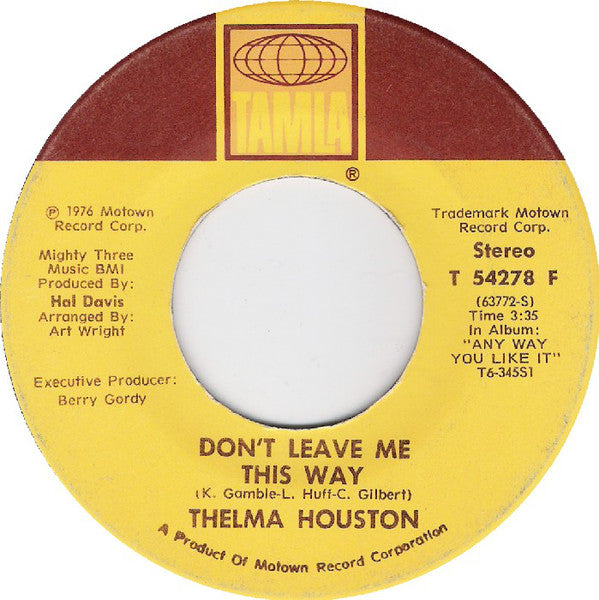 TAMLA
®
℗ 1976 Motown
Record Corp.
Mighty Three
Music BMI
Produced By:
Hal Davis
Arranged By:
Art Wright
Executive Producer:
Berry Gordy
Trademark Motown
Record Corp.
Stereo
T 54278 F
(63772-S)
Time 3:35
In Album:
"ANY WAY
YOU LIKE IT"
T6-345S1
DON'T LEAVE ME
THIS WAY
(K. Gamble-L. Huff-C. Gilbert)
THELMA HOUSTON
A Product Of Motown Record Corporation